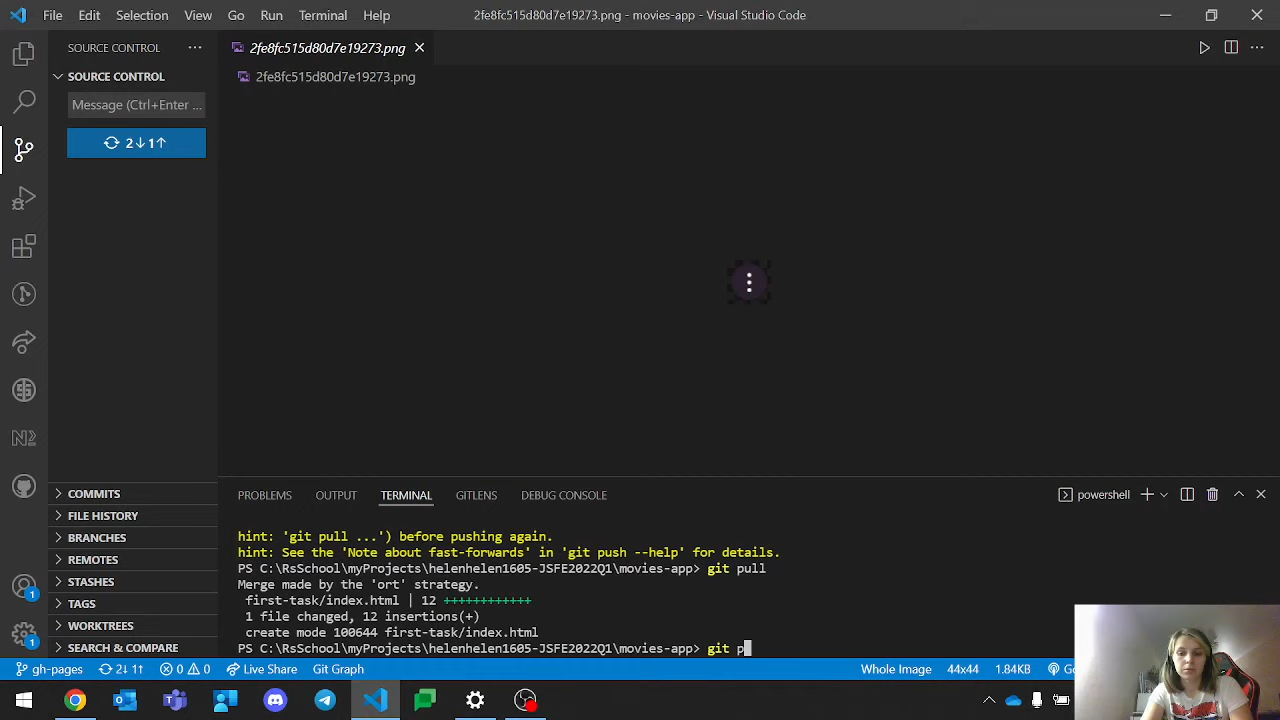 File Edit Selection View Go Run Terminal Help 2fe8fc515d80d7e19273.png - movies-app - Visual Studio Code
SOURCE CONTROL
2fe8fc515d80d7e19273.png
SOURCE CONTROL
2fe8fc515d80d7e19273.png
Message (Ctrl+Enter ...
2↓1↑
PROBLEMS OUTPUT TERMINAL GITLENS DEBUG CONSOLE
powershell
COMMITS
FILE HISTORY
BRANCHES
REMOTES
STASHES
TAGS
WORKTREES
SEARCH & COMPARE
hint: 'git pull ...') before pushing again.
hint: See the 'Note about fast-forwards' in 'git push --help' for details.
PS C:\RsSchool\myProjects\helenhelen1605-JSFE2022Q1\movies-app> git pull
Merge made by the 'ort' strategy.
first-task/index.html | 12 ++++++++++++
1 file changed, 12 insertions(+)
create mode 100644 first-task/index.html
PS C:\RsSchool\myProjects\helenhelen1605-JSFE2022Q1\movies-app> git p
1
1
gh-pages 2↓ 1↑ 0 0 Live Share Git Graph Whole Image 44x44 1.84KB